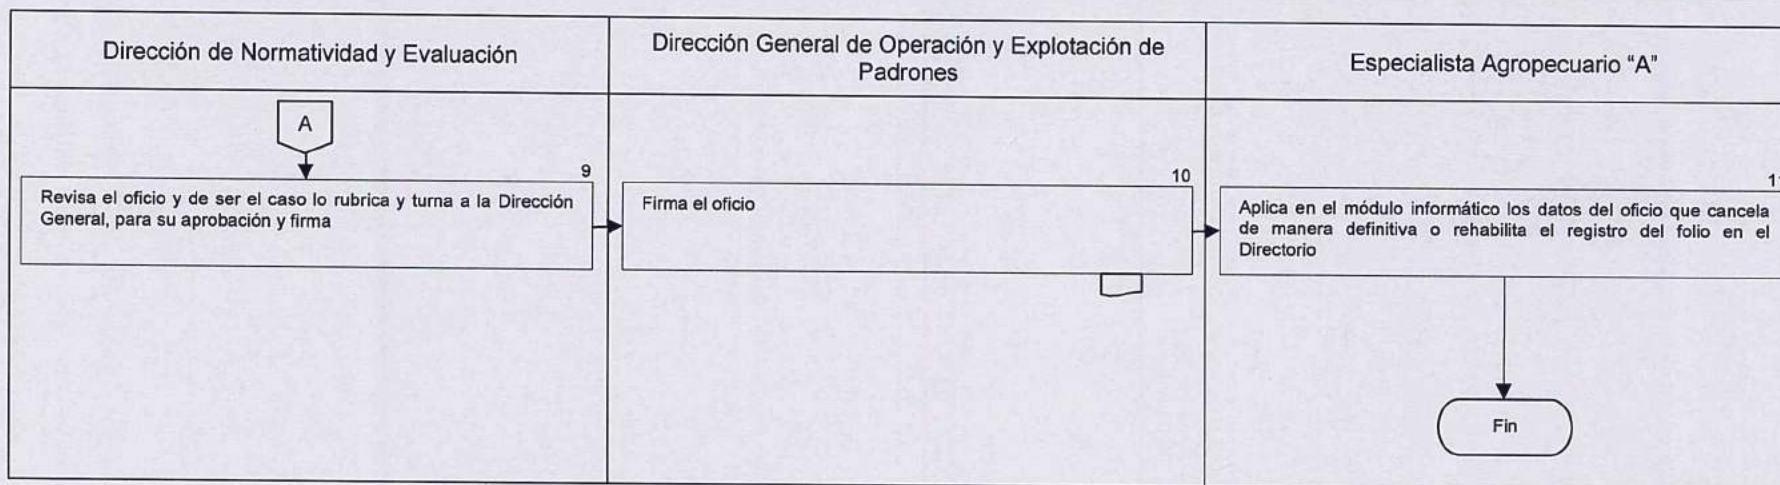 Dirección de Normatividad y Evaluación
Dirección General de Operación y Explotación de
Padrones
Especialista Agropecuario “A”
A
9
Revisa el oficio y de ser el caso lo rubrica y turna a la Dirección
General, para su aprobación y firma
10
Firma el oficio
11
Aplica en el módulo informático los datos del oficio que cancela
de manera definitiva o rehabilita el registro del folio en el
Directorio
Fin